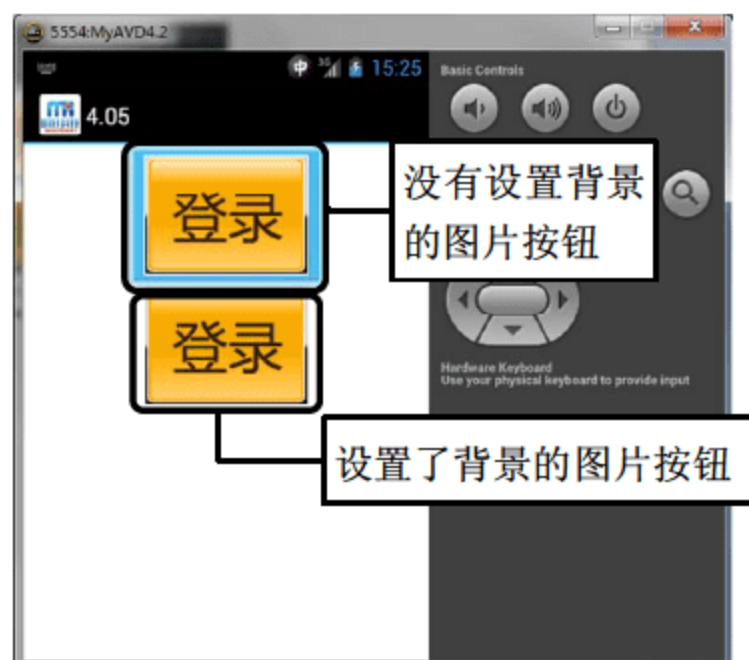 5554:MyAVD4.2
中 3G 15:25
4.05
Basic Controls
登录
没有设置背景
的图片按钮
登录
Hardware Keyboard
Use your physical keyboard to provide input
设置了背景的图片按钮